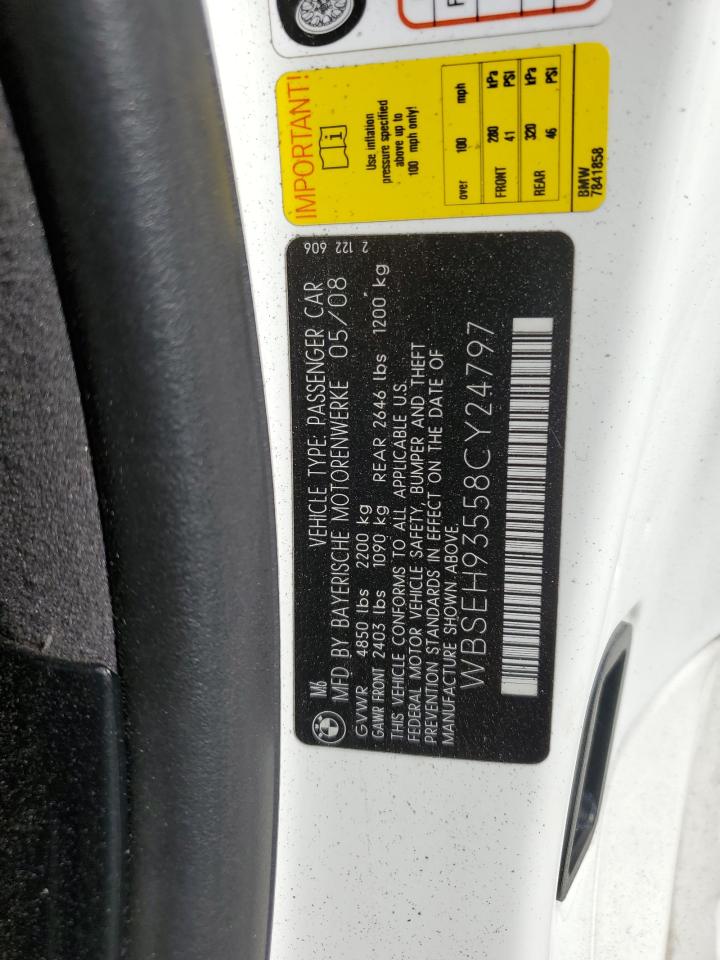 M6 VEHICLE TYPE: PASSENGER CAR 2 122 606
MFD BY BAYERISCHE MOTORENWERKE 05/08
GVWR 4850 lbs 2200 kg
GAWR FRONT 2403 lbs 1090 kg REAR 2646 lbs 1200 kg
THIS VEHICLE CONFORMS TO ALL APPLICABLE U.S.
FEDERAL MOTOR VEHICLE SAFETY, BUMPER AND THEFT
PREVENTION STANDARDS IN EFFECT ON THE DATE OF
MANUFACTURE SHOWN ABOVE.
WBSEH93558CY24797
IMPORTANT!
Use inflation
pressure specified
above up to
100 mph only!
over 100 mph
FRONT 280 kPa
41 PSI
REAR 320 kPa
46 PSI
BMW
7841858